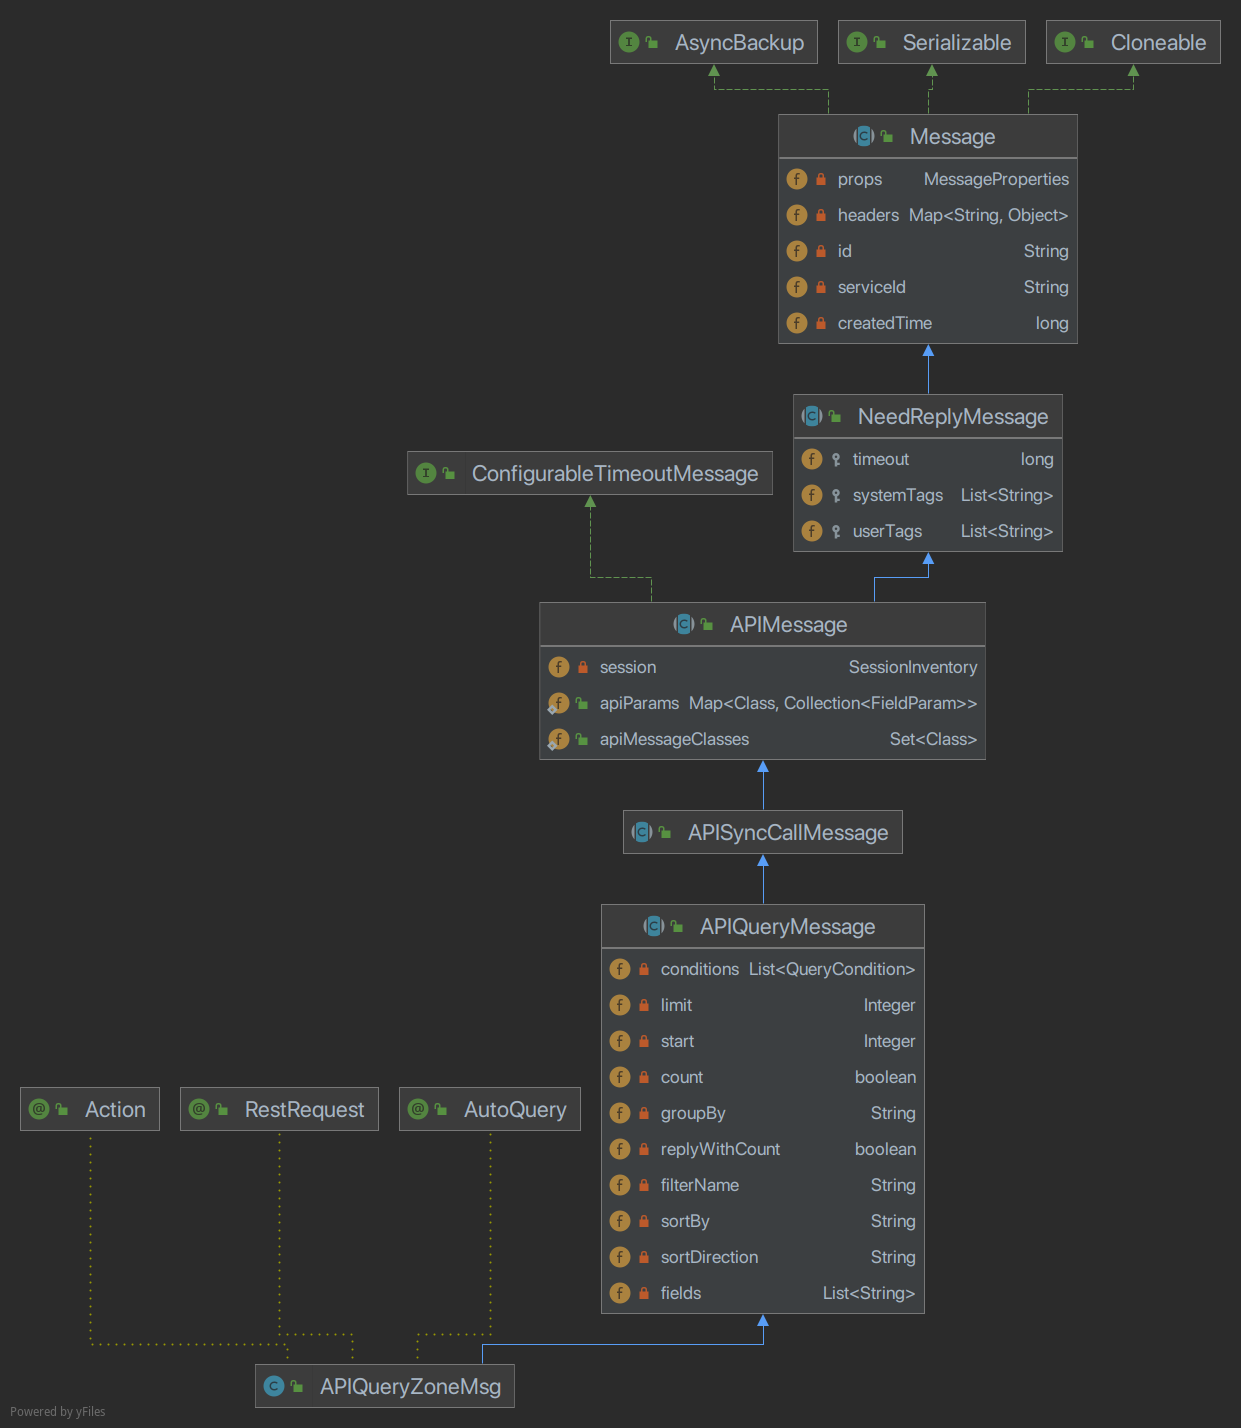 AsyncBackup
Serializable
Cloneable
Message
props MessageProperties
headers Map<String, Object>
id String
serviceId String
createdTime long
NeedReplyMessage
timeout long
systemTags List<String>
userTags List<String>
ConfigurableTimeoutMessage
APIMessage
session SessionInventory
apiParams Map<Class, Collection<FieldParam>>
apiMessageClasses Set<Class>
APISyncCallMessage
APIQueryMessage
conditions List<QueryCondition>
limit Integer
start Integer
count boolean
groupBy String
replyWithCount boolean
filterName String
sortBy String
sortDirection String
fields List<String>
Action
RestRequest
AutoQuery
APIQueryZoneMsg
Powered by yFiles